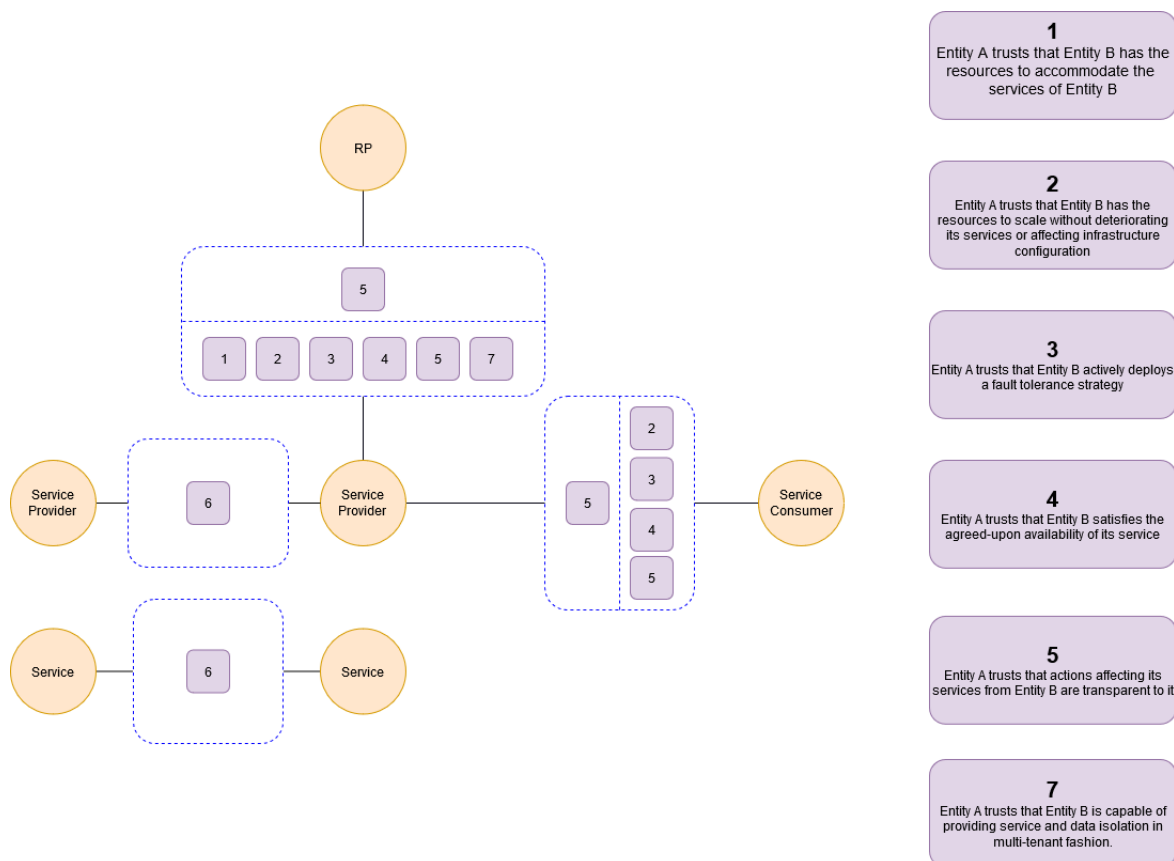 RP
5
1 2 3 4 5 7
Service
Provider
6
Service
Provider
5
2
3
4
5
Service
Consumer
Service
6
Service
1
Entity A trusts that Entity B has the
resources to accommodate the
services of Entity B
2
Entity A trusts that Entity B has the
resources to scale without deteriorating
its services or affecting infrastructure
configuration
3
Entity A trusts that Entity B actively deploys
a fault tolerance strategy
4
Entity A trusts that Entity B satisfies the
agreed-upon availability of its service
5
Entity A trusts that actions affecting its
services from Entity B are transparent to it
7
Entity A trusts that Entity B is capable of
providing service and data isolation in
multi-tenant fashion.